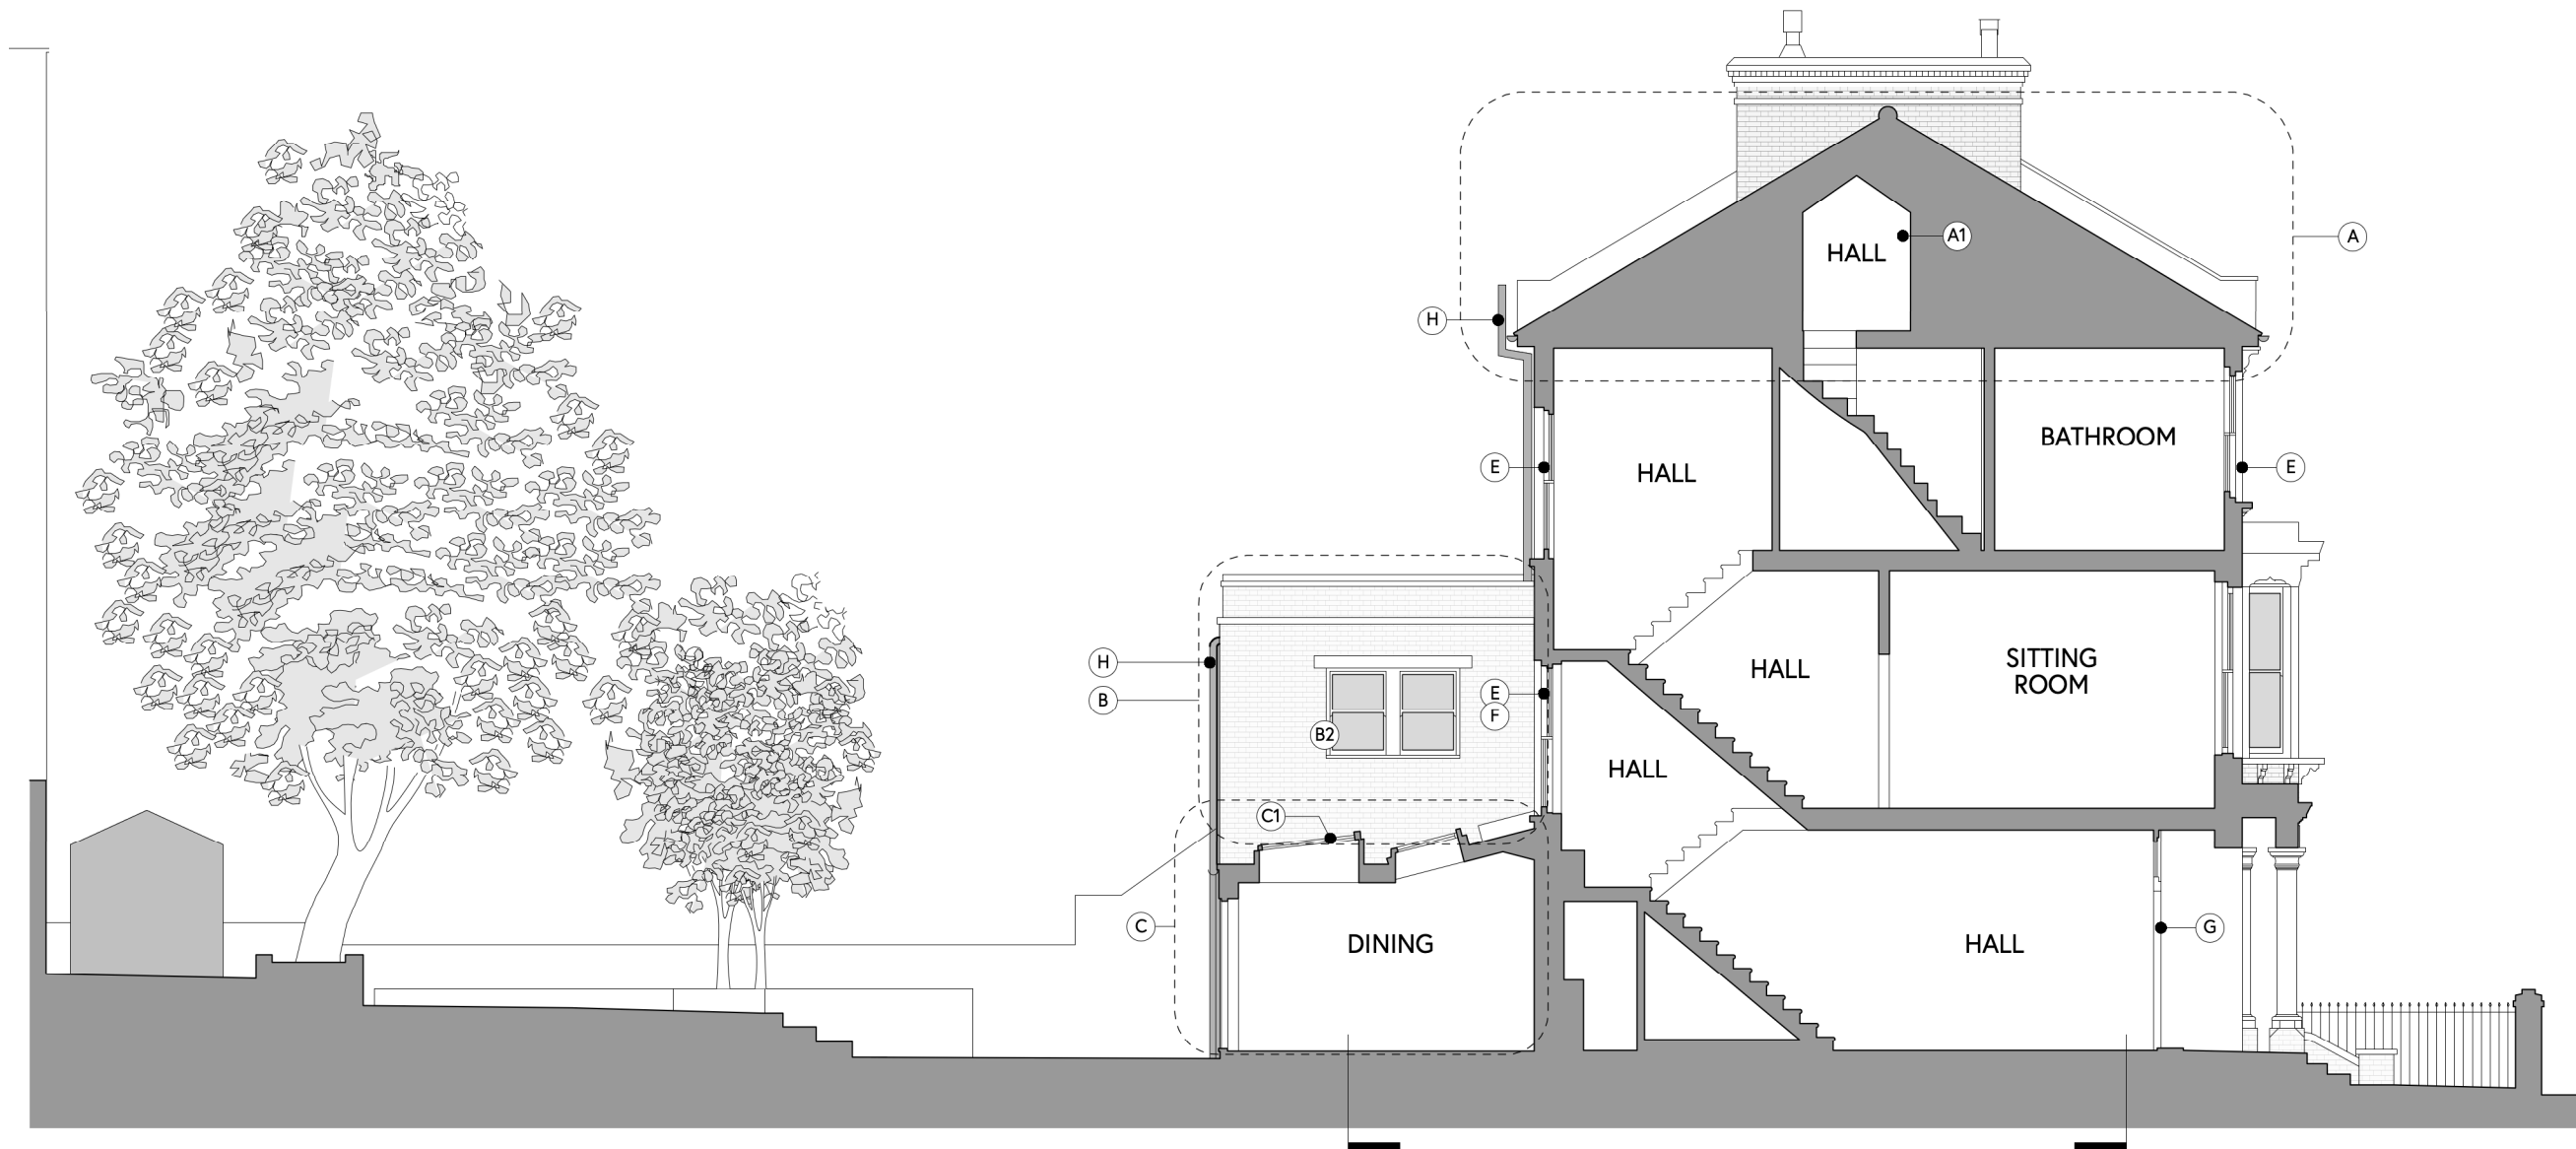 HALL
A1
A
H
E
HALL
BATHROOM
E
H
B
B2
E
F
HALL
SITTING
ROOM
HALL
C1
C
DINING
HALL
G